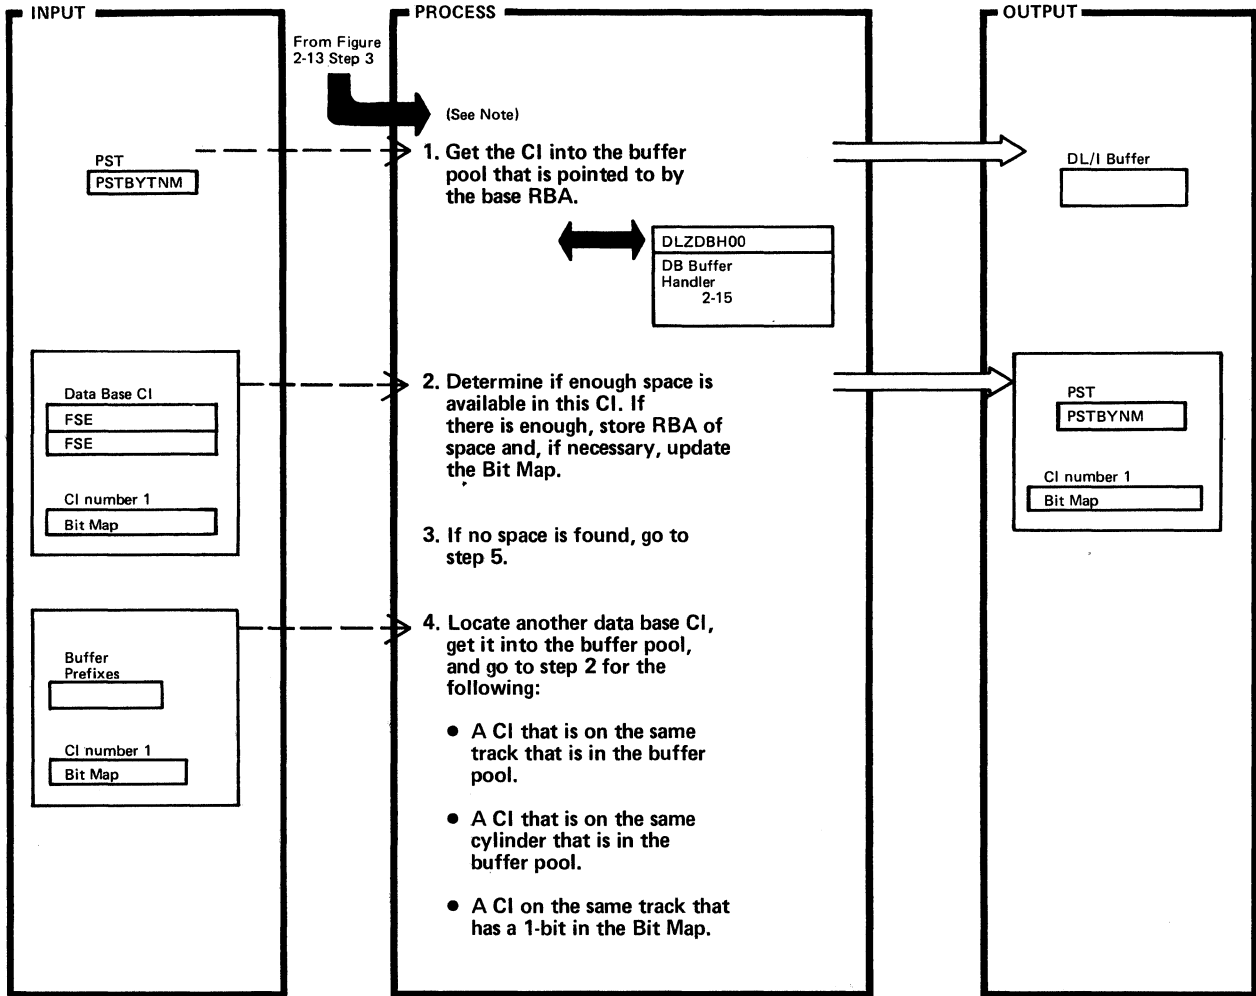 INPUT
PST
PSTBYTNM
Data Base CI
FSE
FSE
CI number 1
Bit Map
Buffer
Prefixes
CI number 1
Bit Map
From Figure
2-13 Step 3
PROCESS
(See Note)
1. Get the CI into the buffer
pool that is pointed to by
the base RBA.
DLZDBH00
DB Buffer
Handler
2-15
2. Determine if enough space is
available in this CI. If
there is enough, store RBA of
space and, if necessary, update
the Bit Map.
3. If no space is found, go to
step 5.
4. Locate another data base CI,
get it into the buffer pool,
and go to step 2 for the
following:
• A CI that is on the same
track that is in the buffer
pool.
• A CI that is on the same
cylinder that is in the
buffer pool.
• A CI on the same track that
has a 1-bit in the Bit Map.
OUTPUT
DL/I Buffer
PST
PSTBYNM
CI number 1
Bit Map